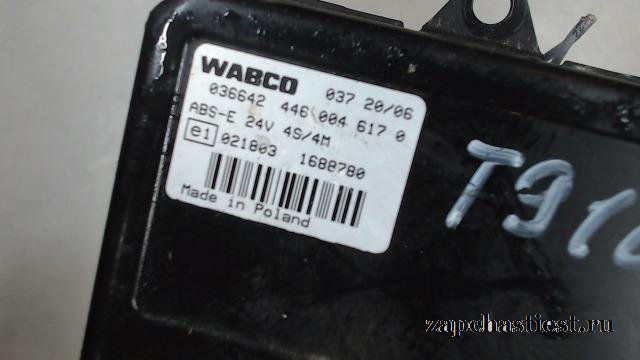 WABCO 037 20/06
036642 446 004 617 0
ABS-E 24V 4S/4M
e1 021803 1688780
Made in Poland
zapchastiest.ru